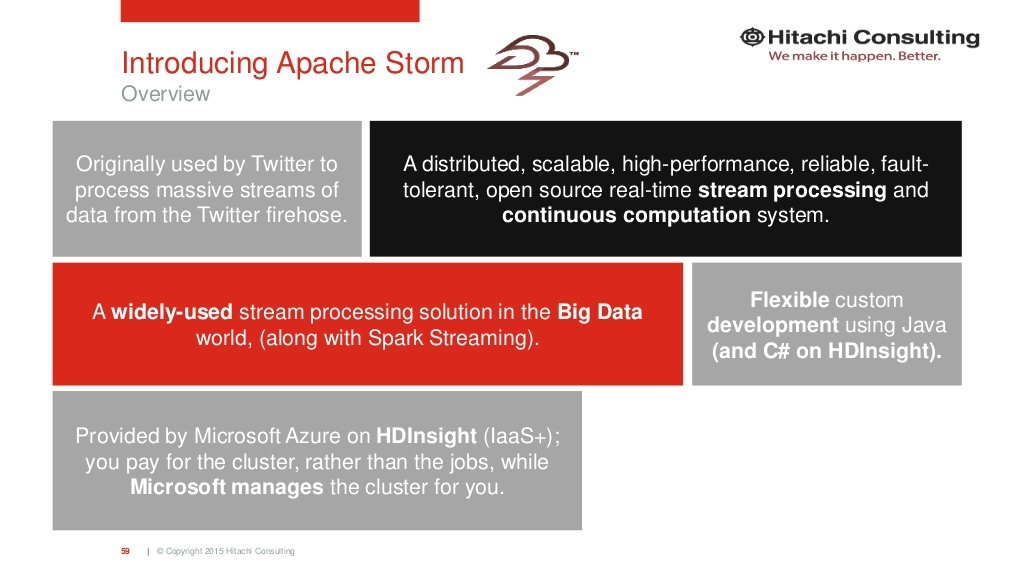 Introducing Apache Storm
Overview
™
Hitachi Consulting
We make it happen. Better.
Originally used by Twitter to
process massive streams of
data from the Twitter firehose.
A distributed, scalable, high-performance, reliable, fault-
tolerant, open source real-time stream processing and
continuous computation system.
A widely-used stream processing solution in the Big Data
world, (along with Spark Streaming).
Flexible custom
development using Java
(and C# on HDInsight).
Provided by Microsoft Azure on HDInsight (IaaS+);
you pay for the cluster, rather than the jobs, while
Microsoft manages the cluster for you.
59 | © Copyright 2015 Hitachi Consulting